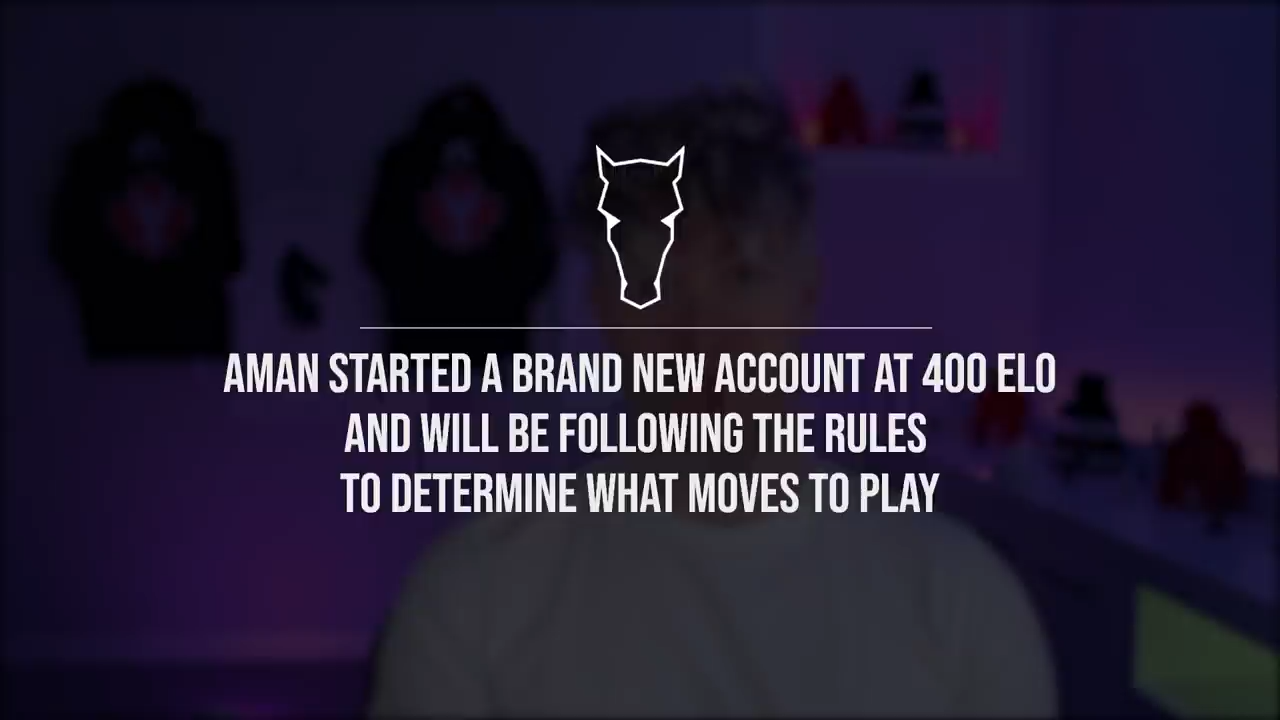 AMAN STARTED A BRAND NEW ACCOUNT AT 400 ELO
AND WILL BE FOLLOWING THE RULES
TO DETERMINE WHAT MOVES TO PLAY